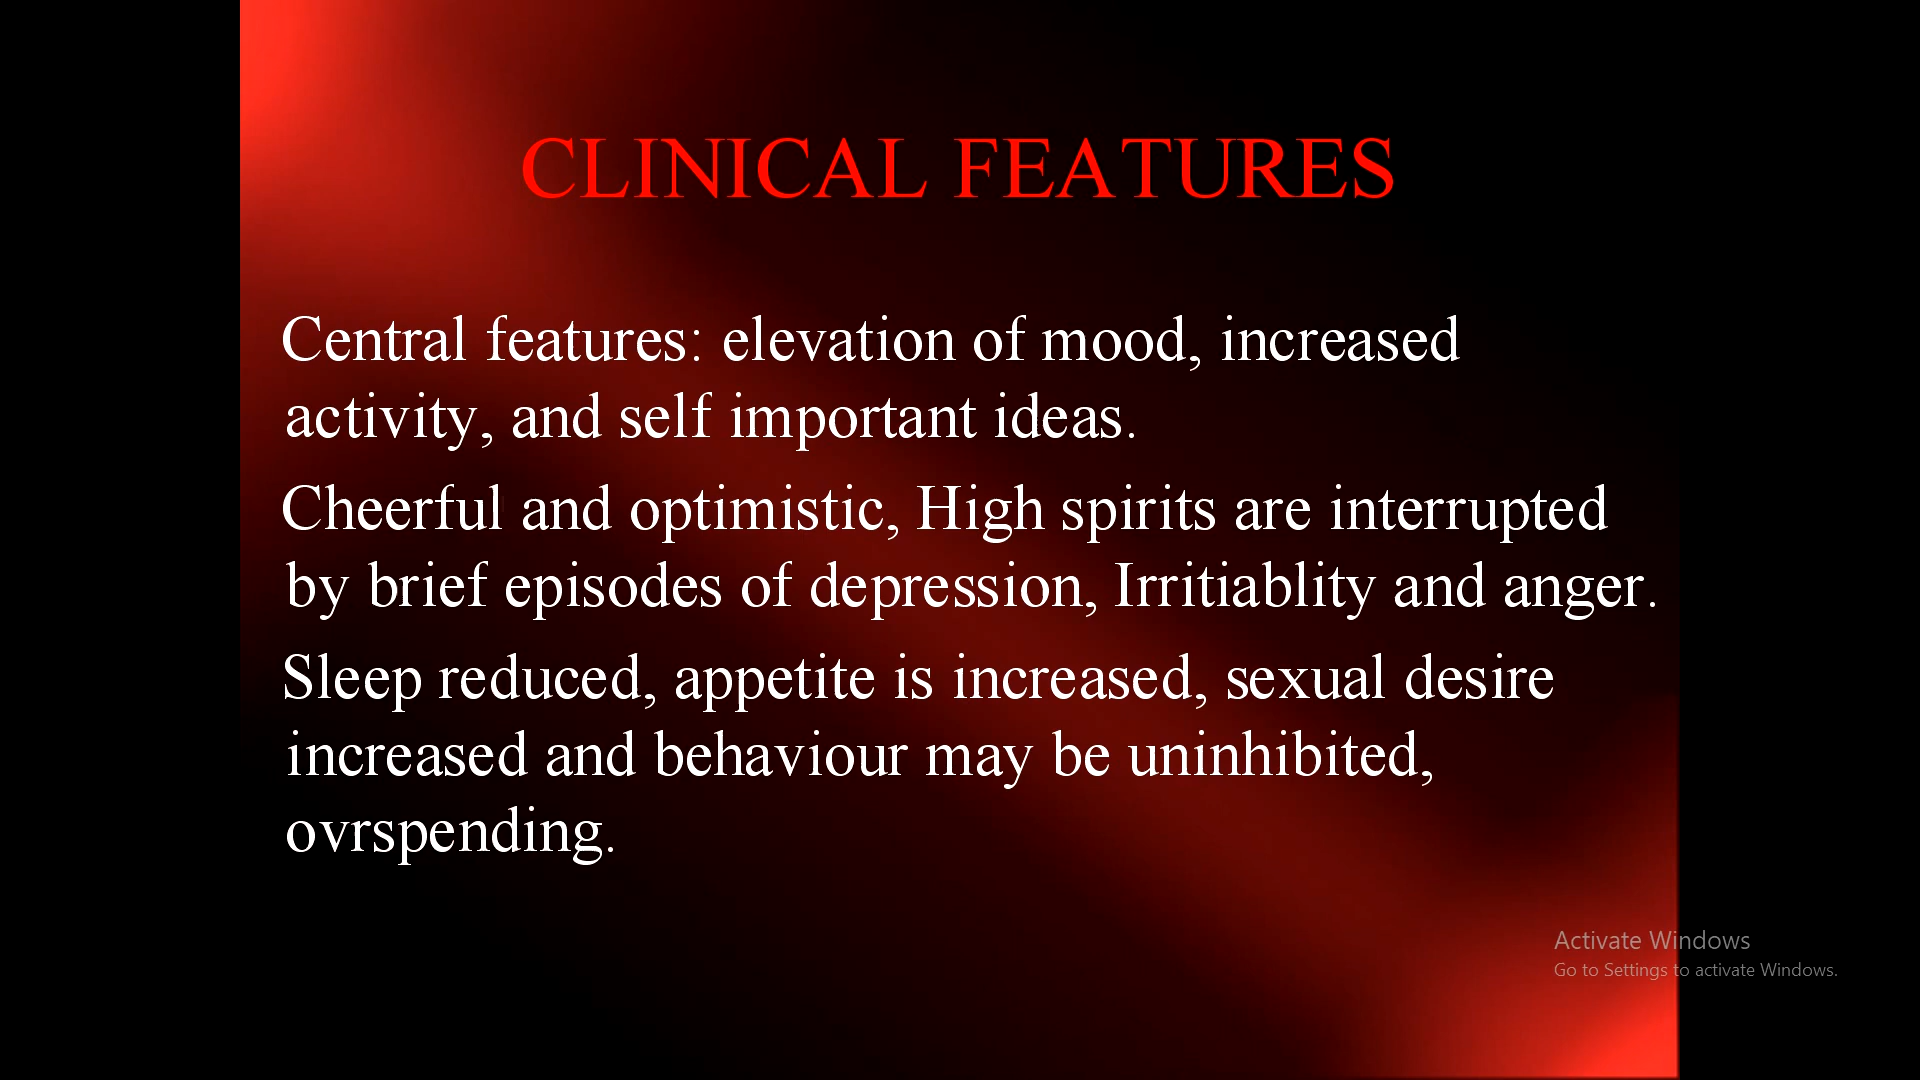 CLINICAL FEATURES
Central features: elevation of mood, increased
activity, and self important ideas.
Cheerful and optimistic, High spirits are interrupted
by brief episodes of depression, Irritiablity and anger.
Sleep reduced, appetite is increased, sexual desire
increased and behaviour may be uninhibited,
ovrspending.
Activate Windows
Go to Settings to activate Windows.